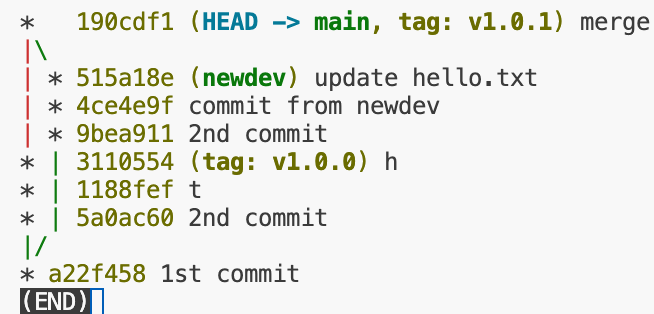 *   190cdf1 (HEAD -> main, tag: v1.0.1) merge
|\
| * 515a18e (newdev) update hello.txt
| * 4ce4e9f commit from newdev
| * 9bea911 2nd commit
* | 3110554 (tag: v1.0.0) h
* | 1188fef t
* | 5a0ac60 2nd commit
|/
* a22f458 1st commit
(END)